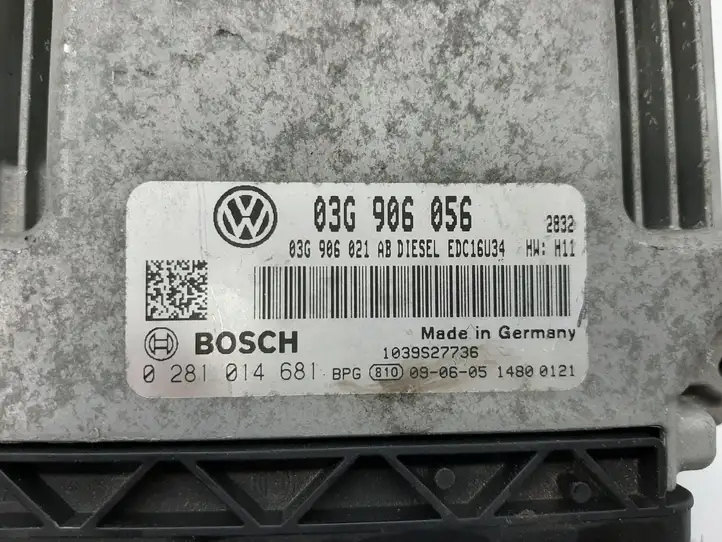 03G 906 056
2832
03G 906 021 AB DIESEL EDC16U34 HW: H11
Made in Germany
BOSCH
1039S27736
0 281 014 681 BPG 810 09-06-05 1480 0121